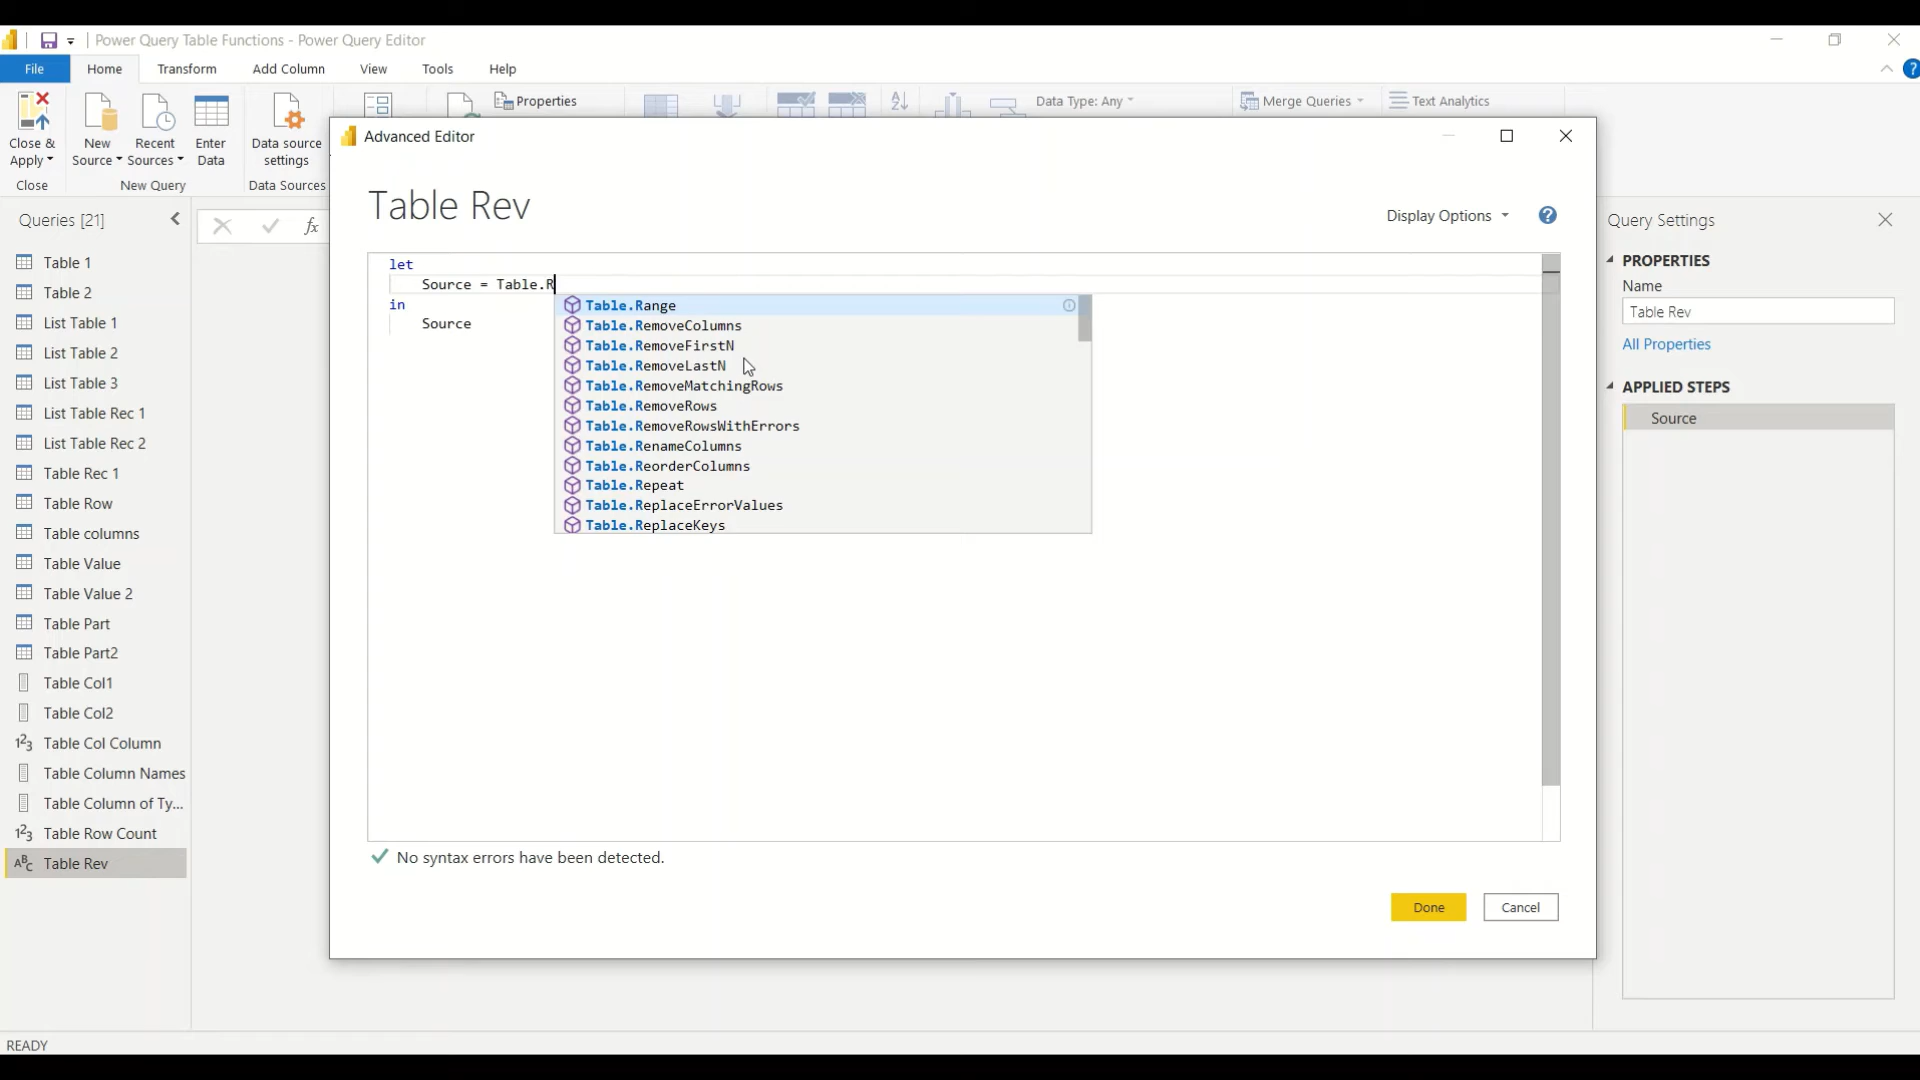 Power Query Table Functions - Power Query Editor
File Home Transform Add Column View Tools Help
Close & Apply
New Source
Recent Sources
Enter Data
Data source settings
Properties
Data Type: Any
Merge Queries
Text Analytics
Close
New Query
Data Sources
Queries [21]
Table 1
Table 2
List Table 1
List Table 2
List Table 3
List Table Rec 1
List Table Rec 2
Table Rec 1
Table Row
Table columns
Table Value
Table Value 2
Table Part
Table Part2
Table Col1
Table Col2
Table Col Column
Table Column Names
Table Column of Ty...
Table Row Count
Table Rev
fx
Advanced Editor
Table Rev
Display Options
let
Source = Table.R
in
Source
Table.Range
Table.RemoveColumns
Table.RemoveFirstN
Table.RemoveLastN
Table.RemoveMatchingRows
Table.RemoveRows
Table.RemoveRowsWithErrors
Table.RenameColumns
Table.ReorderColumns
Table.Repeat
Table.ReplaceErrorValues
Table.ReplaceKeys
No syntax errors have been detected.
Done
Cancel
Query Settings
PROPERTIES
Name
Table Rev
All Properties
APPLIED STEPS
Source
READY